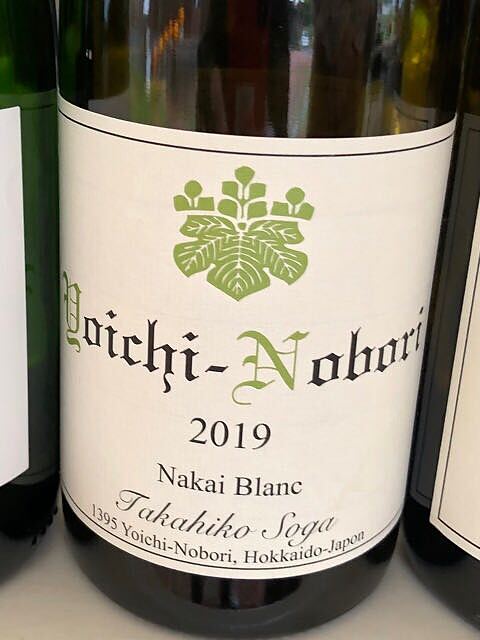 Yoichi-Nobori
2019
Nakai Blanc
Takahiko Soga
1395 Yoichi-Nobori, Hokkaido-Japon